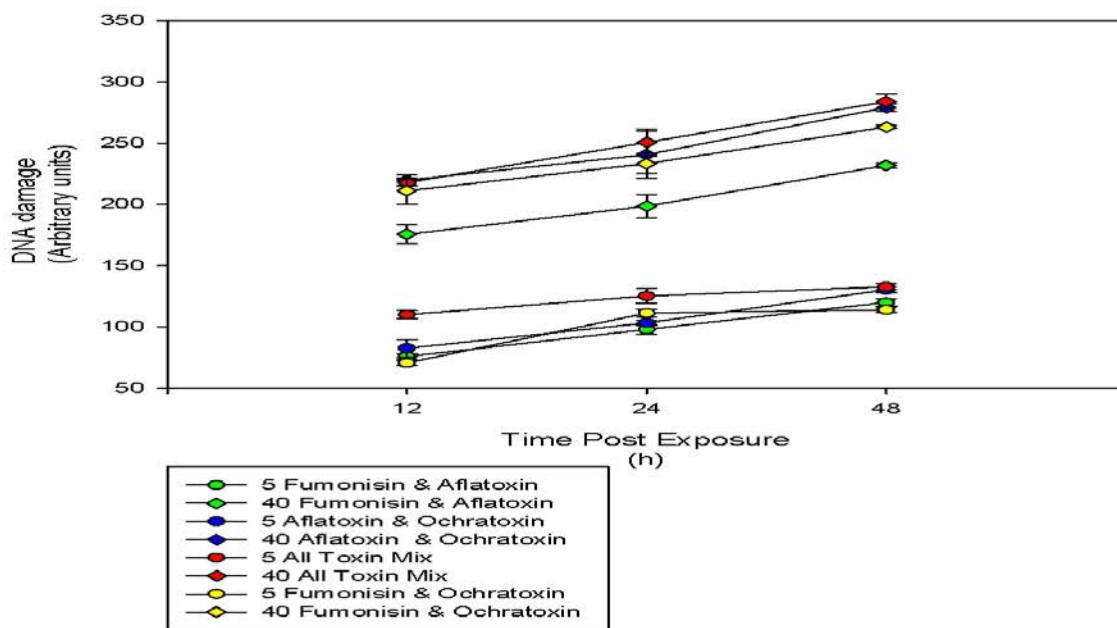 350
300
250
200
150
100
50
DNA damage
(Arbitrary units)
12 24 48
Time Post Exposure
(h)
5 Fumonisin & Aflatoxin
40 Fumonisin & Aflatoxin
5 Aflatoxin & Ochratoxin
40 Aflatoxin & Ochratoxin
5 All Toxin Mix
40 All Toxin Mix
5 Fumonisin & Ochratoxin
40 Fumonisin & Ochratoxin